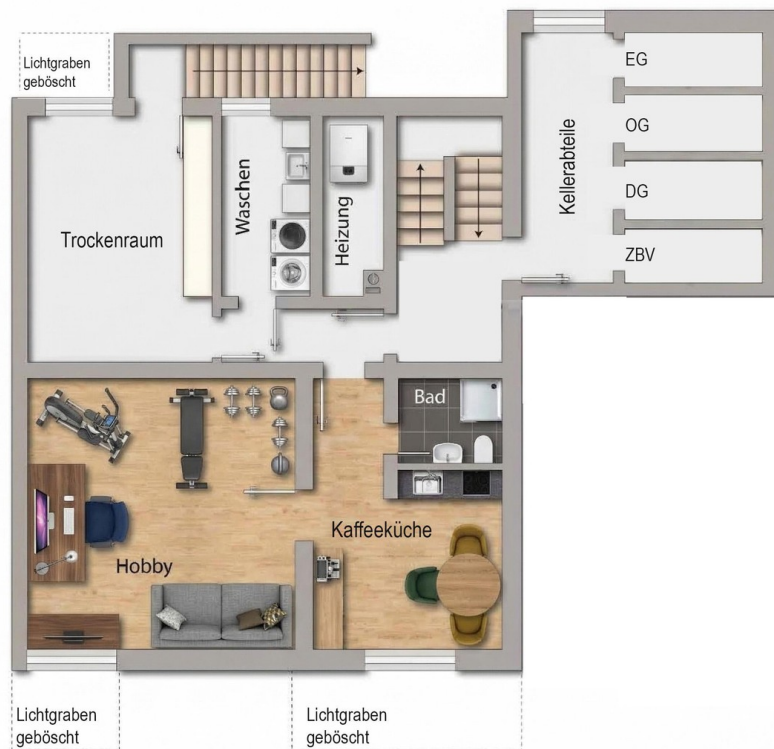 Lichtgraben
geböscht
EG
OG
DG
ZBV
Kellerabteile
Waschen
Heizung
Trockenraum
Bad
Kaffeeküche
Hobby
Lichtgraben
geböscht
Lichtgraben
geböscht